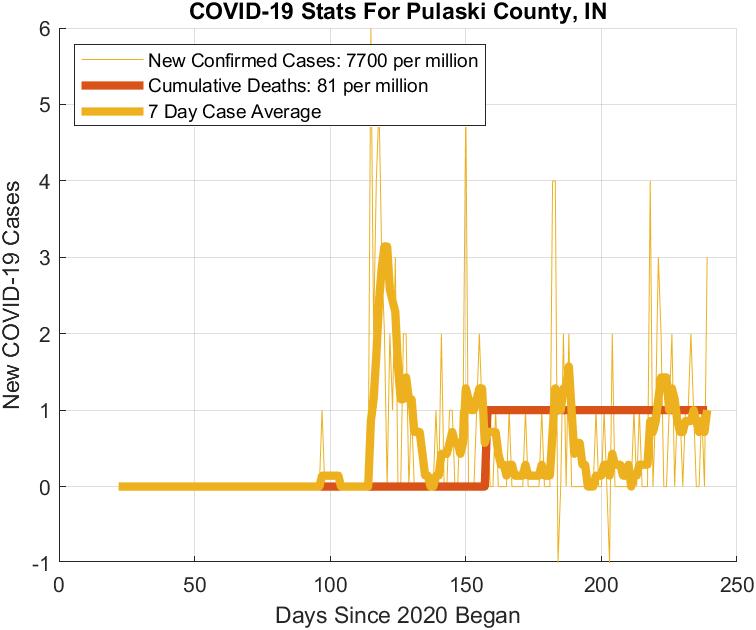 COVID-19 Stats For Pulaski County, IN
New Confirmed Cases: 7700 per million
Cumulative Deaths: 81 per million
7 Day Case Average
New COVID-19 Cases
6
5
4
3
2
1
0
-1
0 50 100 150 200 250
Days Since 2020 Began